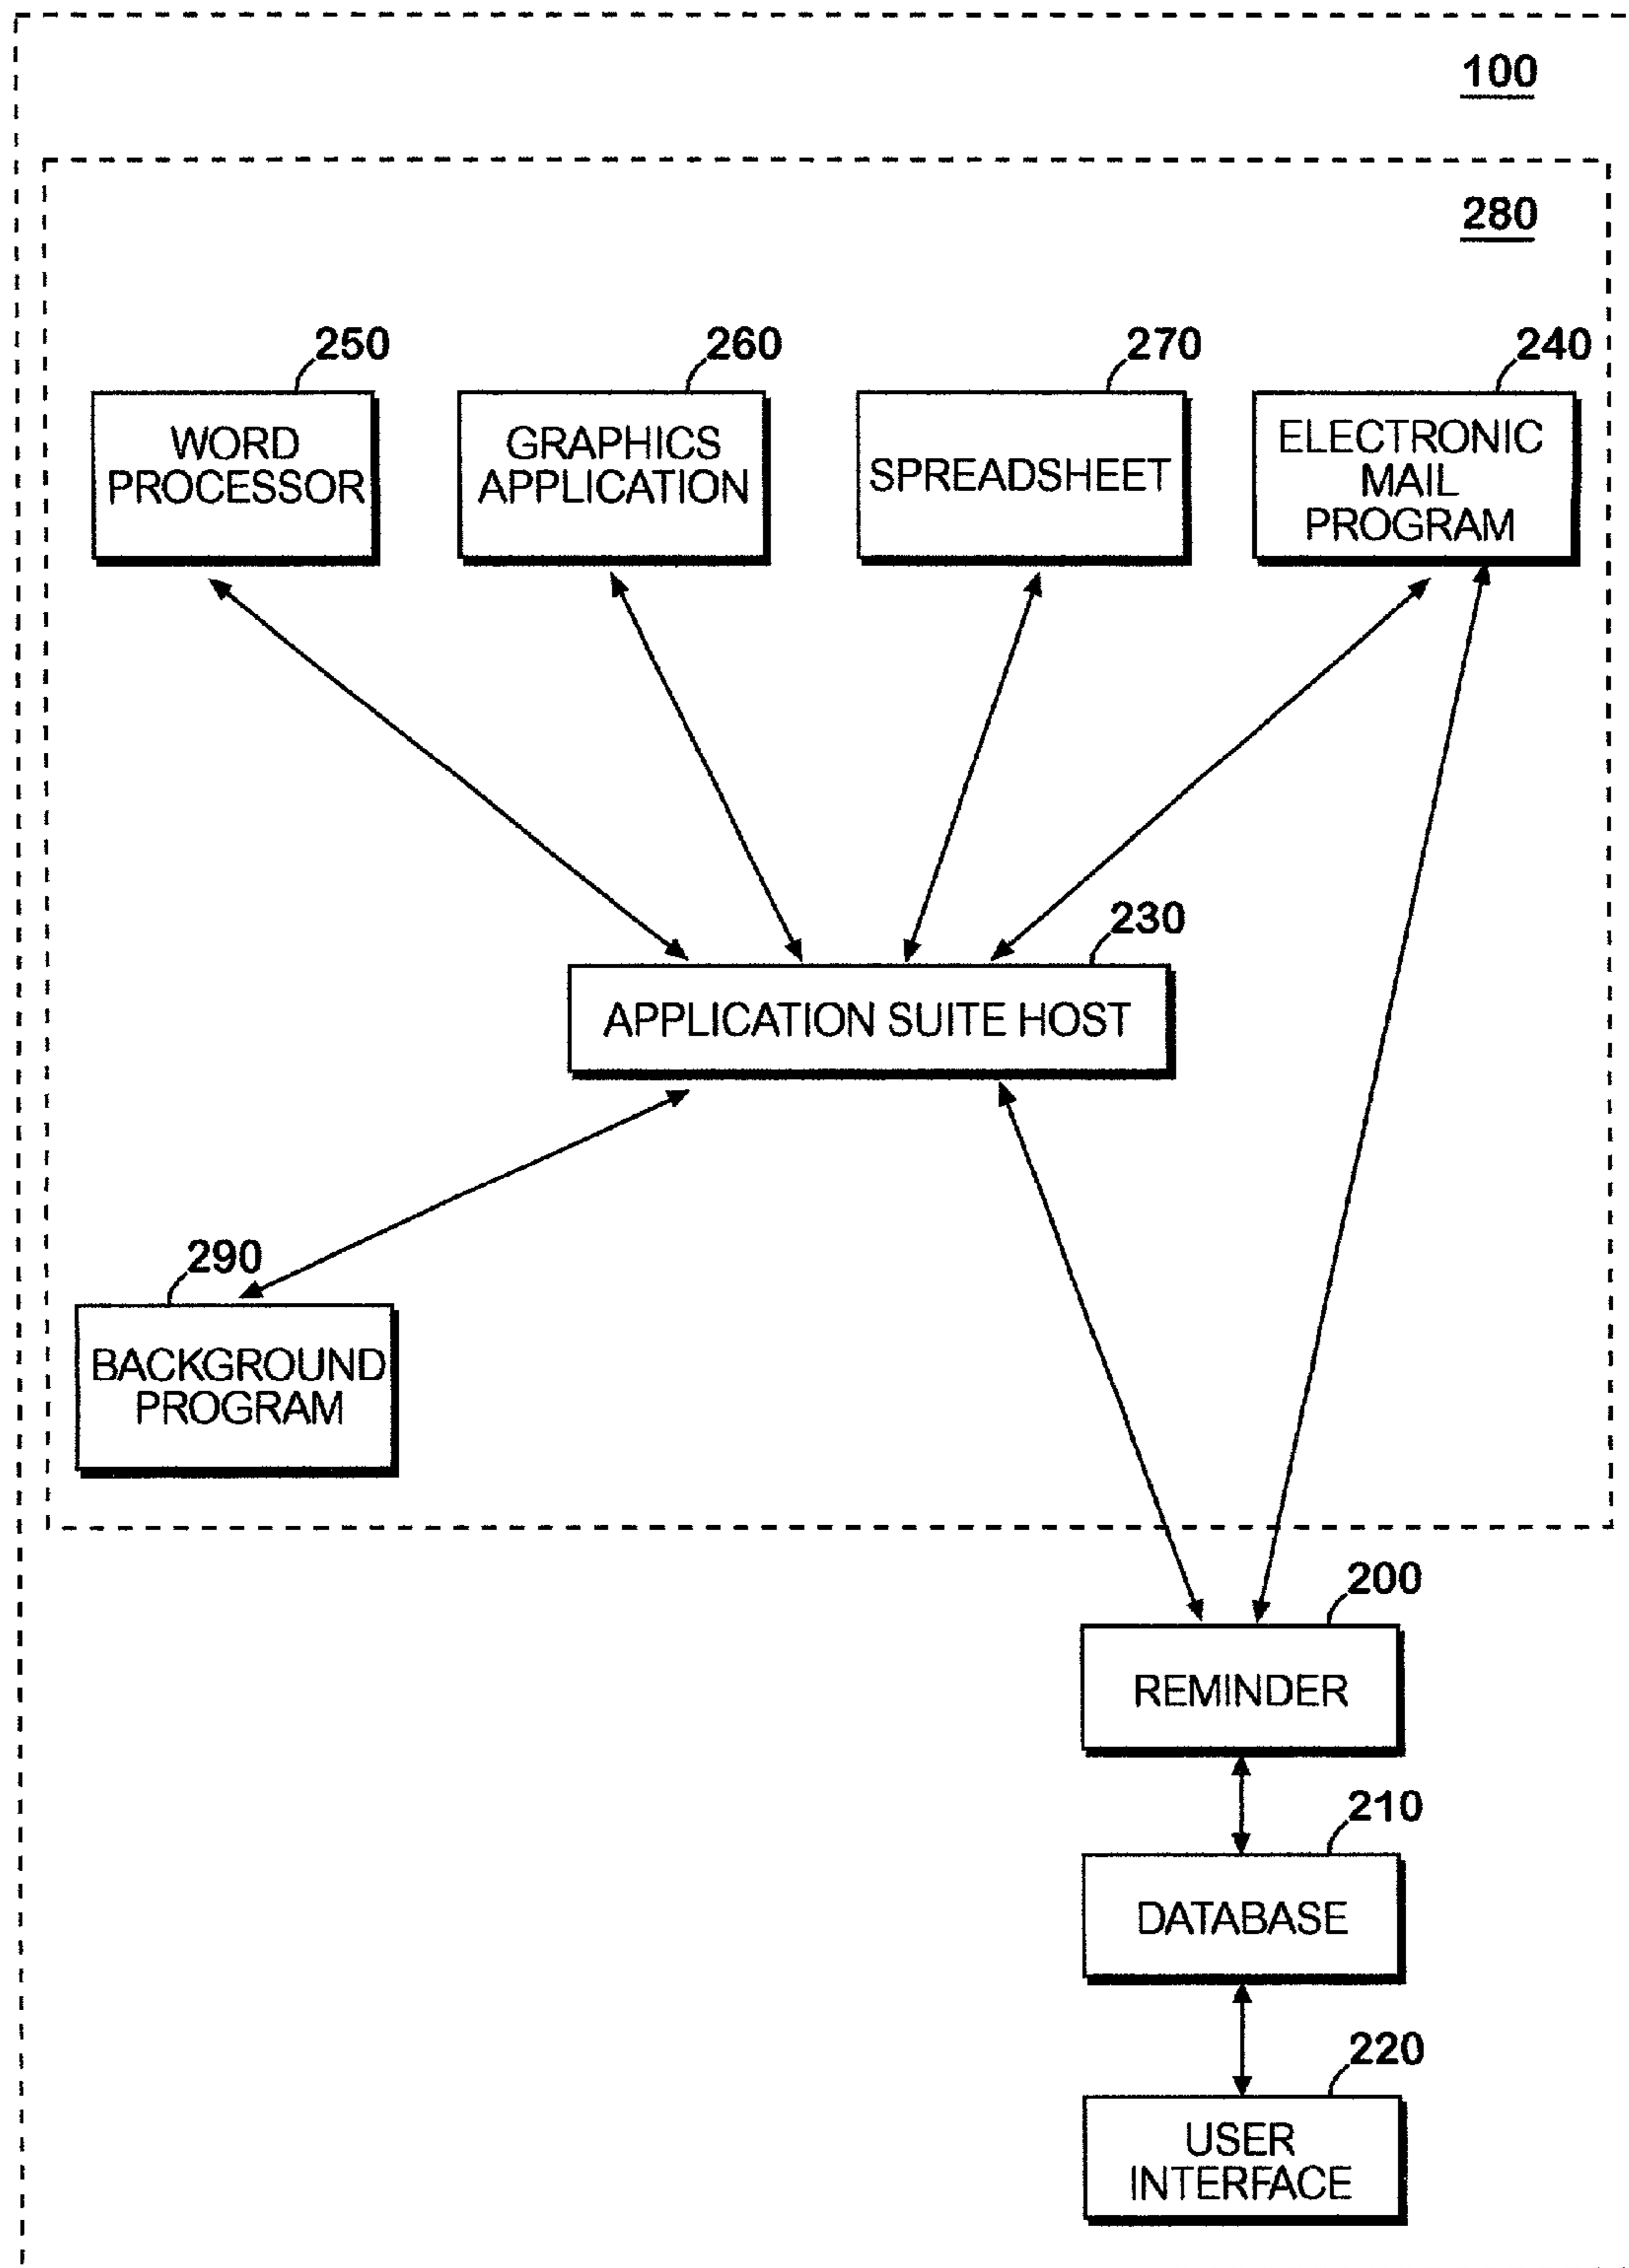 100
280
250
WORD
PROCESSOR
260
GRAPHICS
APPLICATION
270
SPREADSHEET
240
ELECTRONIC
MAIL
PROGRAM
230
APPLICATION SUITE HOST
290
BACKGROUND
PROGRAM
200
REMINDER
210
DATABASE
220
USER
INTERFACE